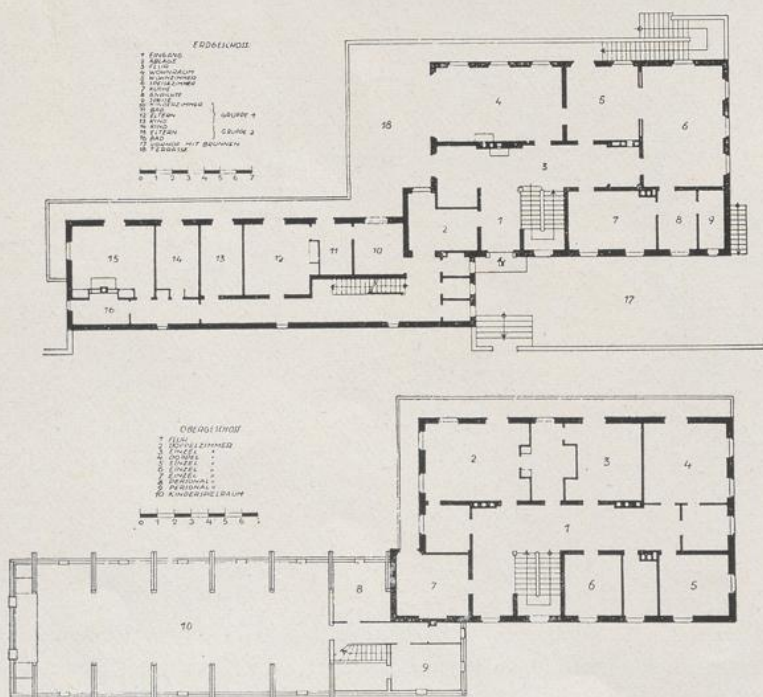 ERDGESCHOSS
1 EINGANG
2 ABLAGE
3 FLUR
4 WOHNRAUM
5 WOHNZIMMER
6 SPEISEZIMMER
7 KÜCHE
8 ANRICHTE
9 SPEISE
10 KINDERZIMMER
11 BAD
12 ELTERN
13 KIND
GRUPPE 1
14 KIND
15 ELTERN
16 BAD
GRUPPE 2
17 VORHOF MIT BRUNNEN
18 TERRASSE
0 1 2 3 4 5 6 7
4
5
6
18
3
2
1
7
8
9
15
14
13
12
11
10
16
17
OBERGESCHOSS
1 FLUR
2 DOPPELZIMMER
3 EINZEL "
4 DOPPEL "
5 EINZEL "
6 EINZEL "
7 EINZEL "
8 PERSONAL "
9 PERSONAL "
10 KINDERSPIELRAUM
0 1 2 3 4 5 6 7
2
3
4
1
7
6
5
8
10
9